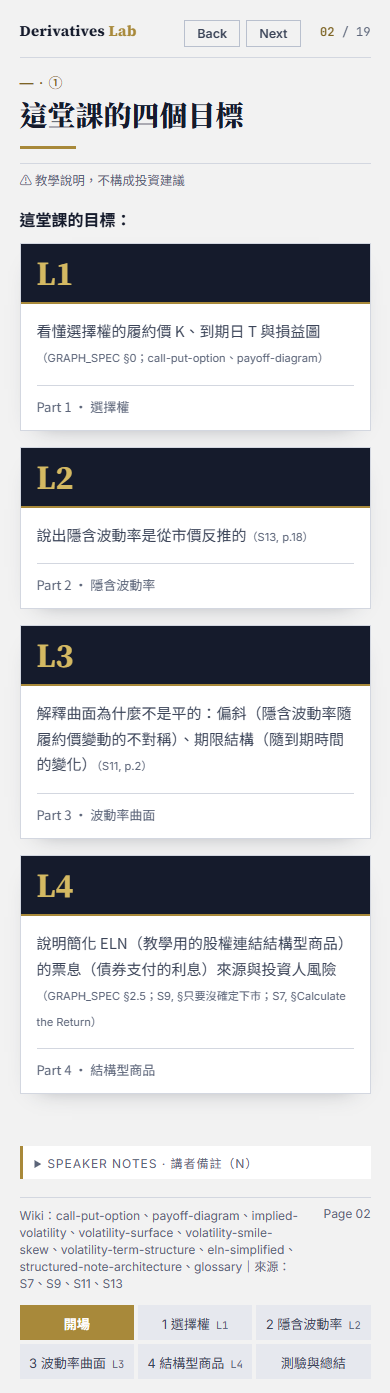 Derivatives Lab
Back
Next
02 / 19
一 · ①
這堂課的四個目標
⚠ 教學說明，不構成投資建議
這堂課的目標：
L1
看懂選擇權的履約價 K、到期日 T 與損益圖
（GRAPH_SPEC §0；call-put-option、payoff-diagram）
Part 1 · 選擇權
L2
說出隱含波動率是從市價反推的（S13, p.18）
Part 2 · 隱含波動率
L3
解釋曲面為什麼不是平的：偏斜（隱含波動率隨
履約價變動的不對稱）、期限結構（隨到期時間
的變化）（S11, p.2）
Part 3 · 波動率曲面
L4
說明簡化 ELN（教學用的股權連結結構型商品）
的票息（債券支付的利息）來源與投資人風險
（GRAPH_SPEC §2.5；S9, §只要沒確定下市；S7, §Calculate
the Return）
Part 4 · 結構型商品
▶ SPEAKER NOTES · 講者備註（N）
Wiki：call-put-option、payoff-diagram、implied-
volatility、volatility-surface、volatility-smile-
skew、volatility-term-structure、eln-simplified、
structured-note-architecture、glossary｜來源：
S7、S9、S11、S13
Page 02
開場
1 選擇權 L1
2 隱含波動率 L2
3 波動率曲面 L3
4 結構型商品 L4
測驗與總結